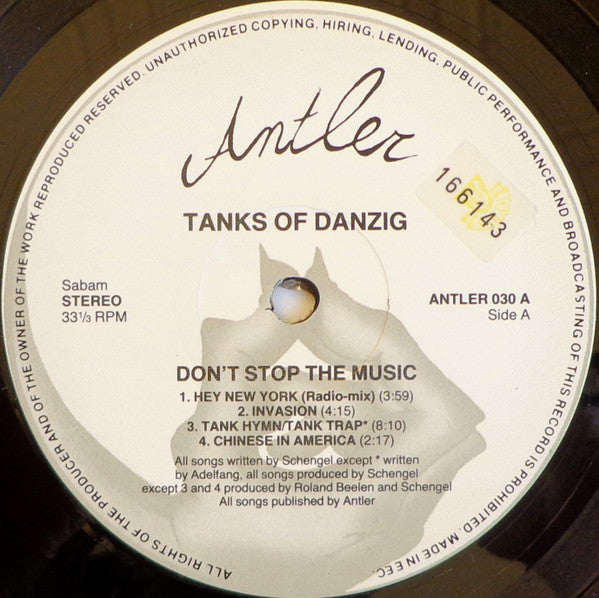 ALL RIGHTS OF THE PRODUCER AND OF THE OWNER OF THE WORK REPRODUCED RESERVED. UNAUTHORIZED COPYING, HIRING, LENDING, PUBLIC PERFORMANCE AND BROADCASTING OF THIS RECORD IS PROHIBITED. MADE IN EEC.
Antler
166143
TANKS OF DANZIG
Sabam
STEREO
33 1/3 RPM
ANTLER 030 A
Side A
DON'T STOP THE MUSIC
1. HEY NEW YORK (Radio-mix) (3:59)
2. INVASION (4:15)
3. TANK HYMN/TANK TRAP* (8:10)
4. CHINESE IN AMERICA (2:17)
All songs written by Schengel except * written
by Adelfang, all songs produced by Schengel
except 3 and 4 produced by Roland Beelen and Schengel
All songs published by Antler